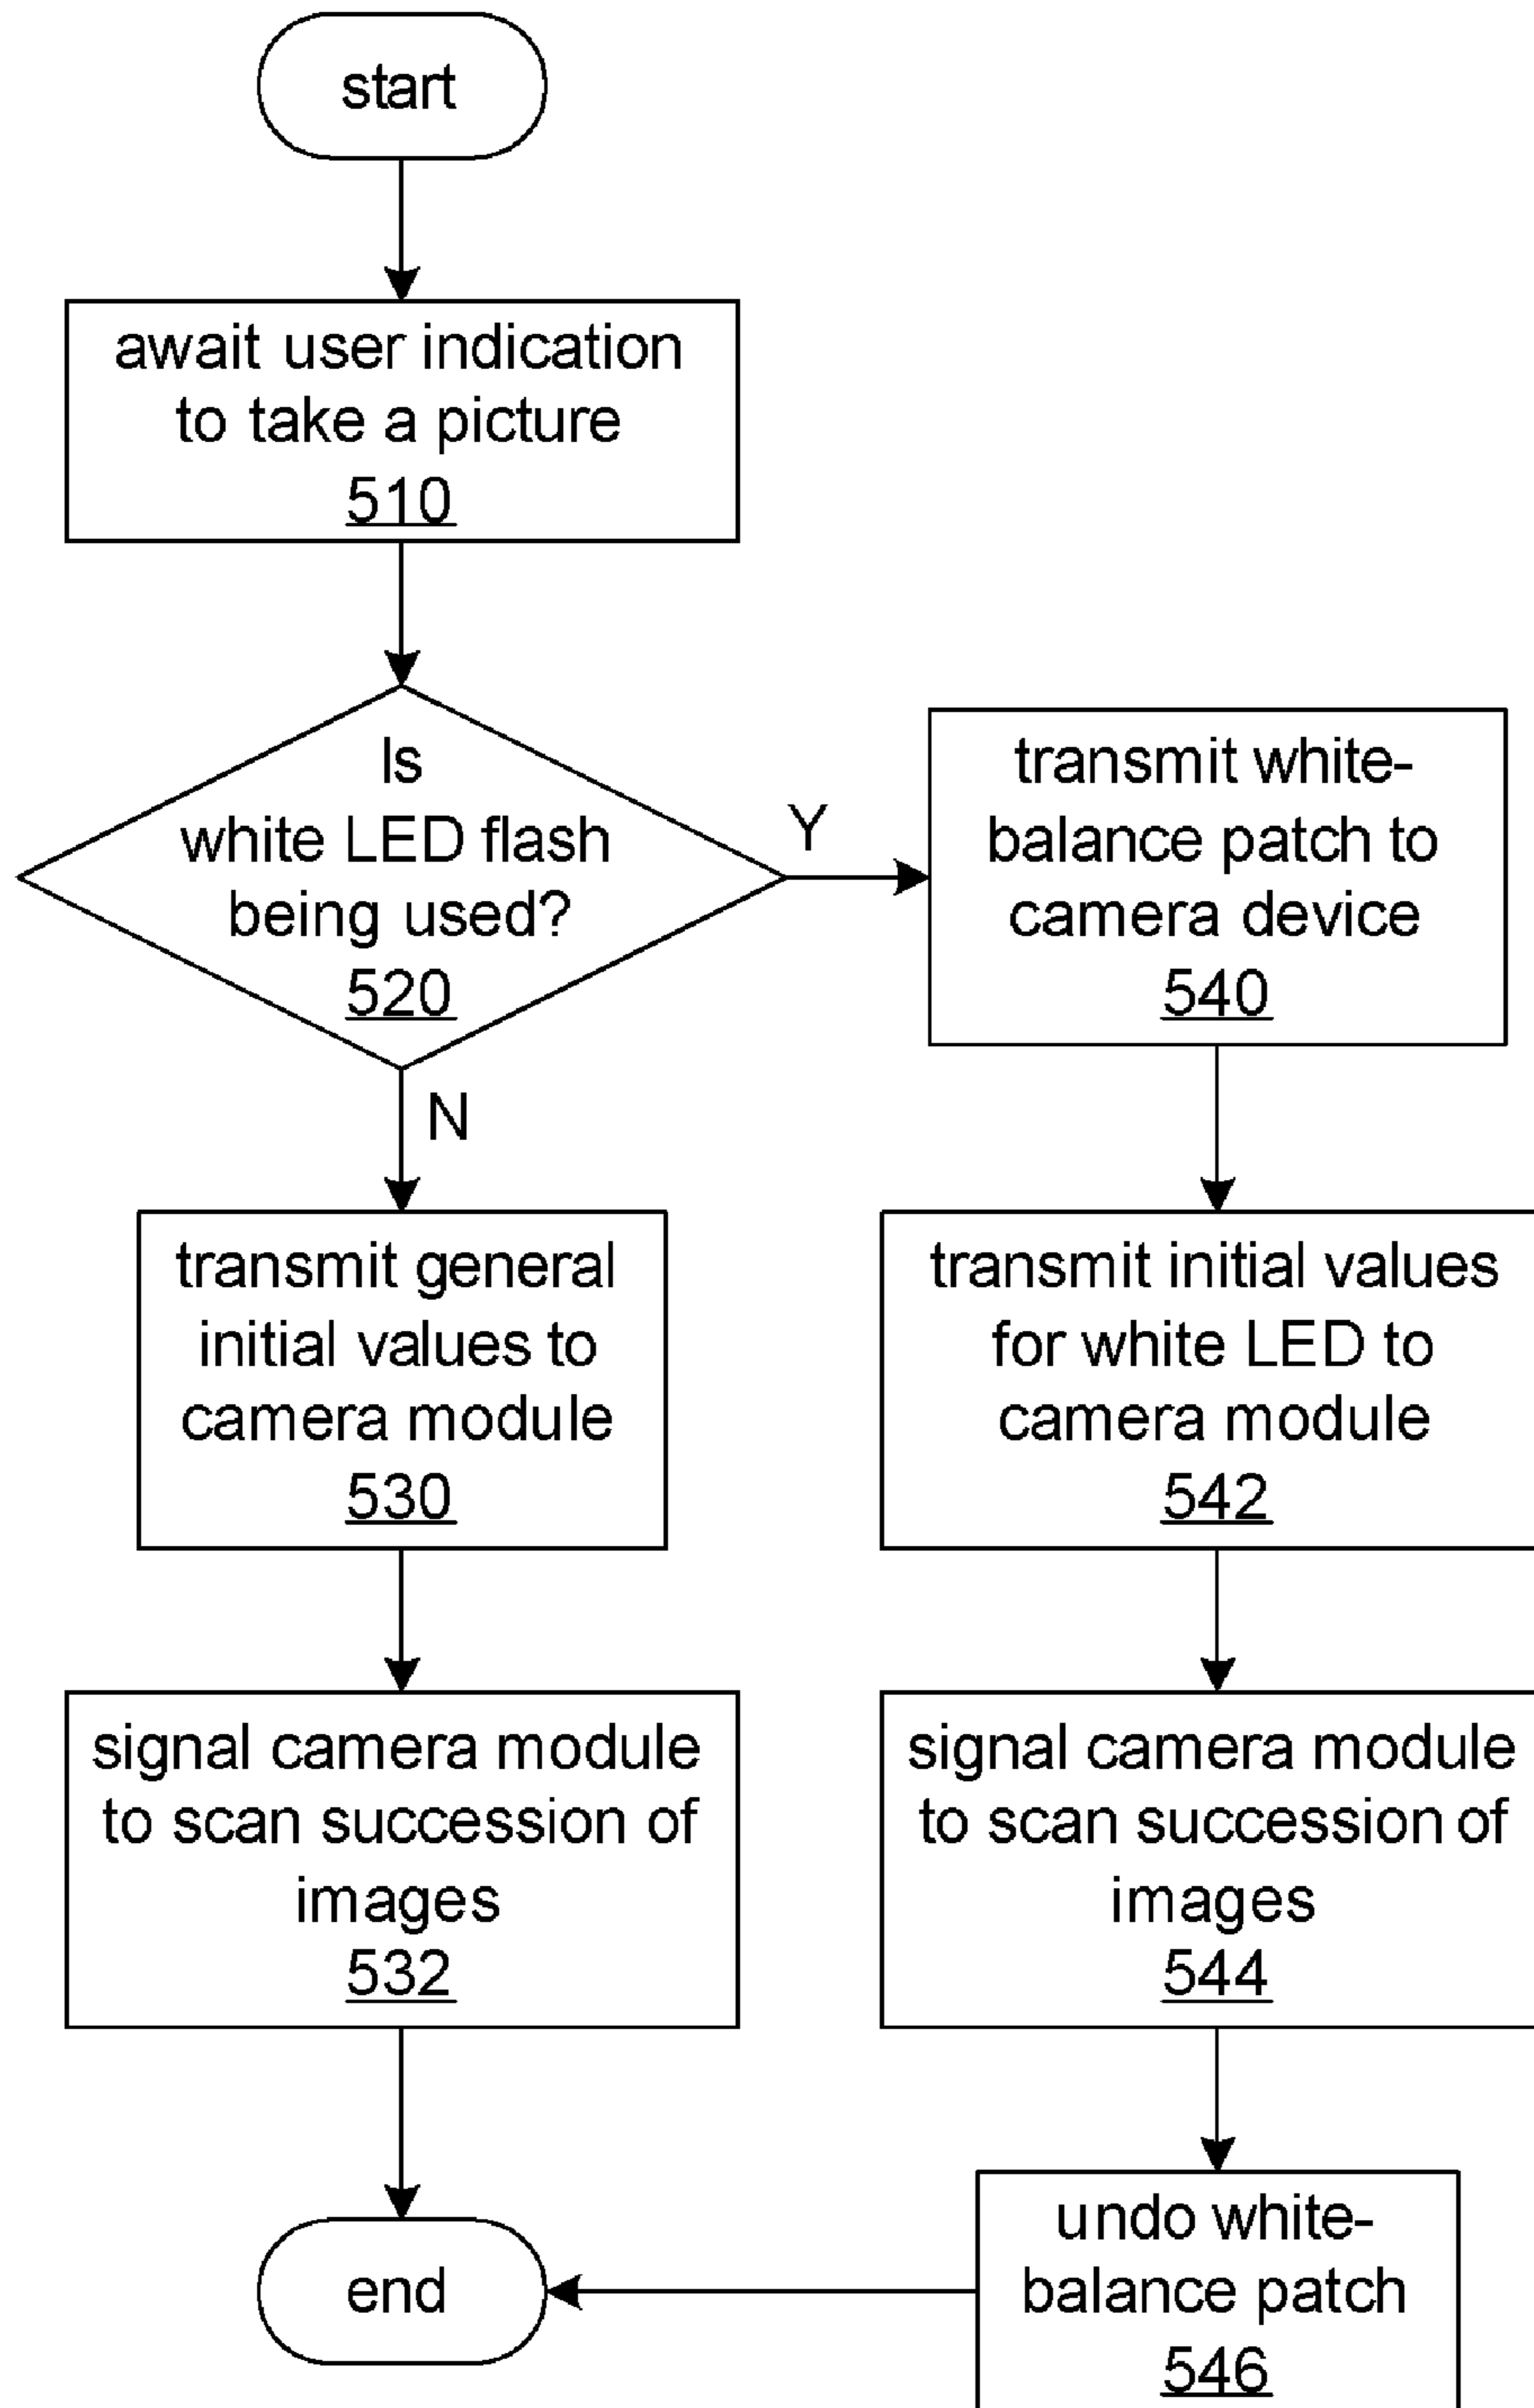 start
await user indication
to take a picture
510
Is
white LED flash
being used?
520
Y
N
transmit general
initial values to
camera module
530
signal camera module
to scan succession of
images
532
end
transmit white-
balance patch to
camera device
540
transmit initial values
for white LED to
camera module
542
signal camera module
to scan succession of
images
544
undo white-
balance patch
546